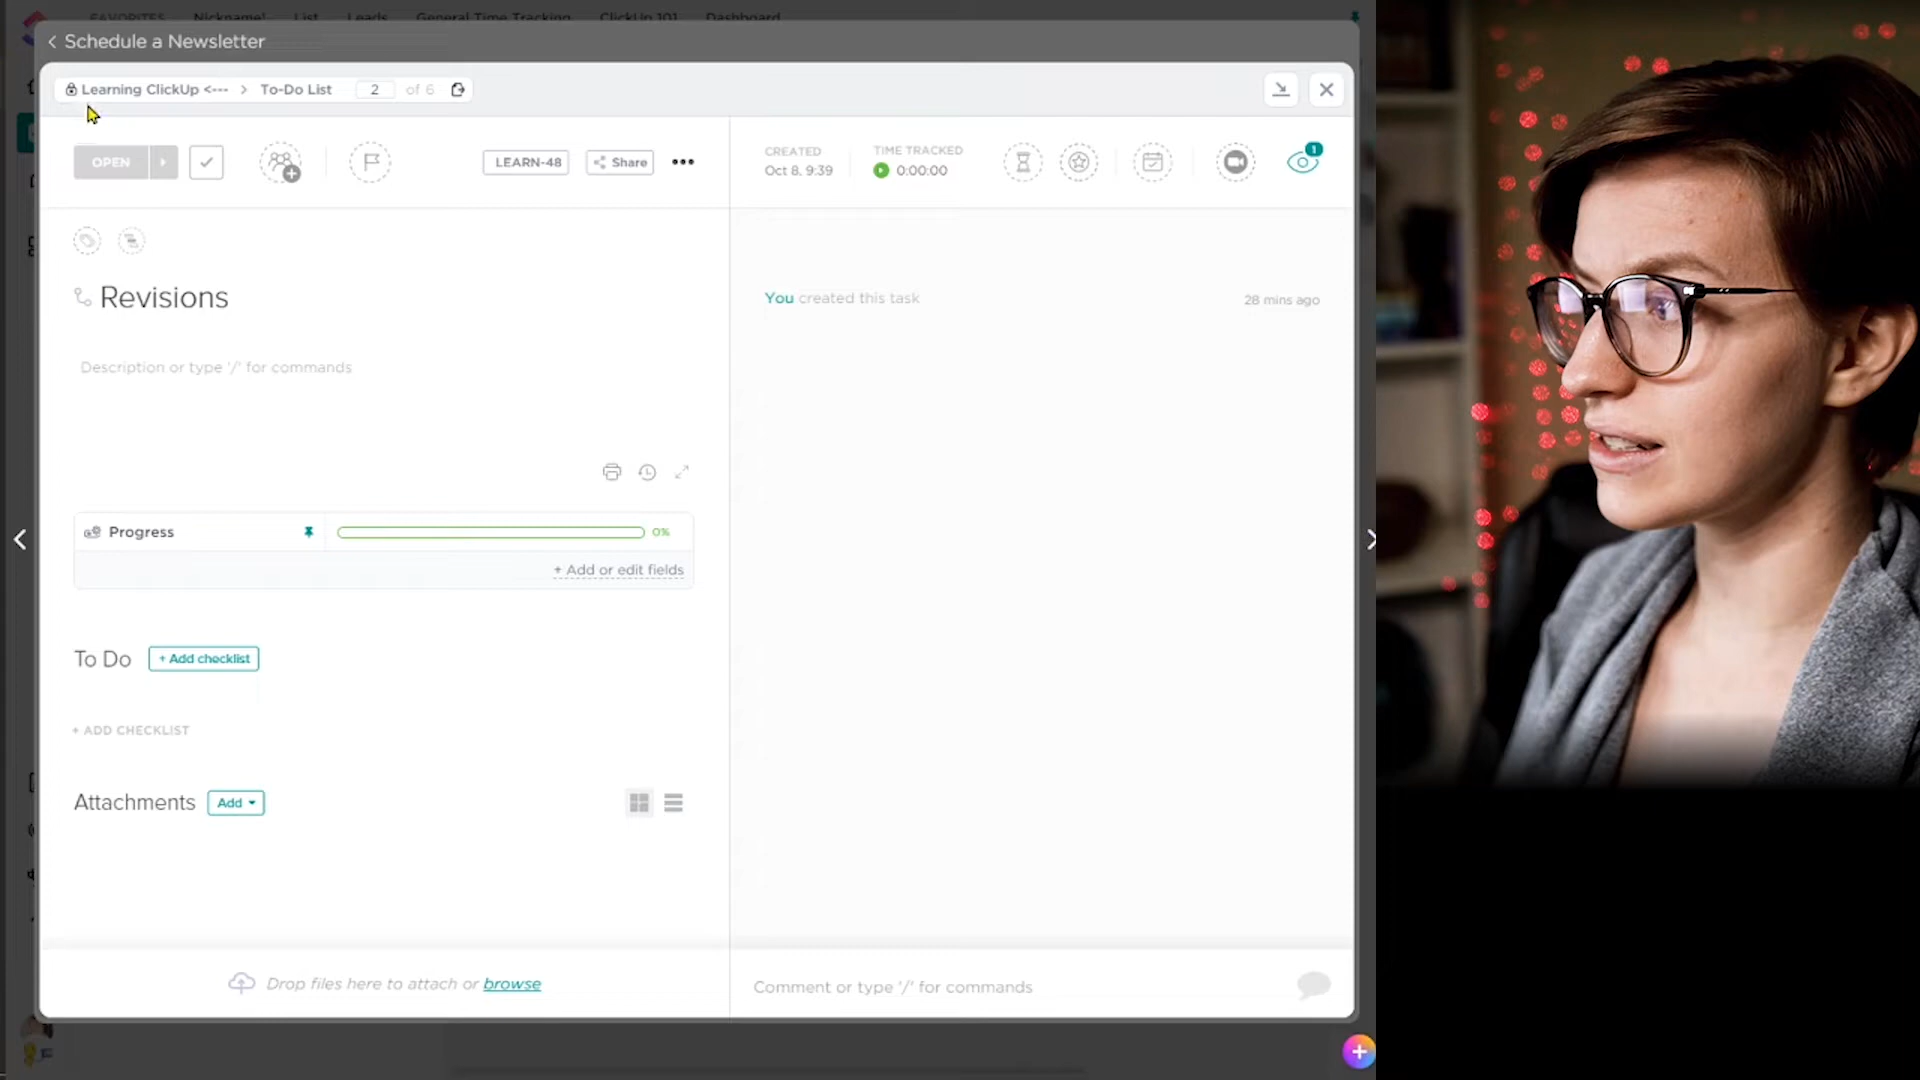 FAVORITES Nickname! List Leads General Time Tracking ClickUp 101 Dashboard
Schedule a Newsletter
Learning ClickUp <--- > To-Do List 2 of 6
OPEN
LEARN-48
Share
CREATED
Oct 8, 9:39
TIME TRACKED
0:00:00
1
Revisions
You created this task
28 mins ago
Description or type '/' for commands
Progress
0%
+ Add or edit fields
To Do
+ Add checklist
+ ADD CHECKLIST
Attachments
Add
Drop files here to attach or browse
Comment or type '/' for commands